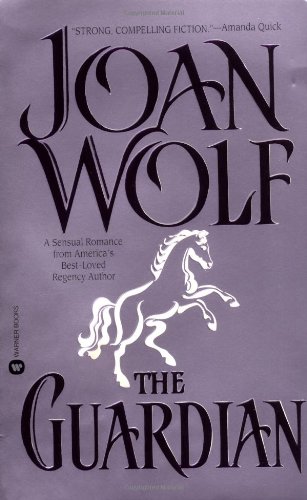 "STRONG, COMPELLING FICTION."—Amanda Quick
JOAN
WOLF
A Sensual Romance
from America's
Best-Loved
Regency Author
WARNER BOOKS
THE
GUARDIAN